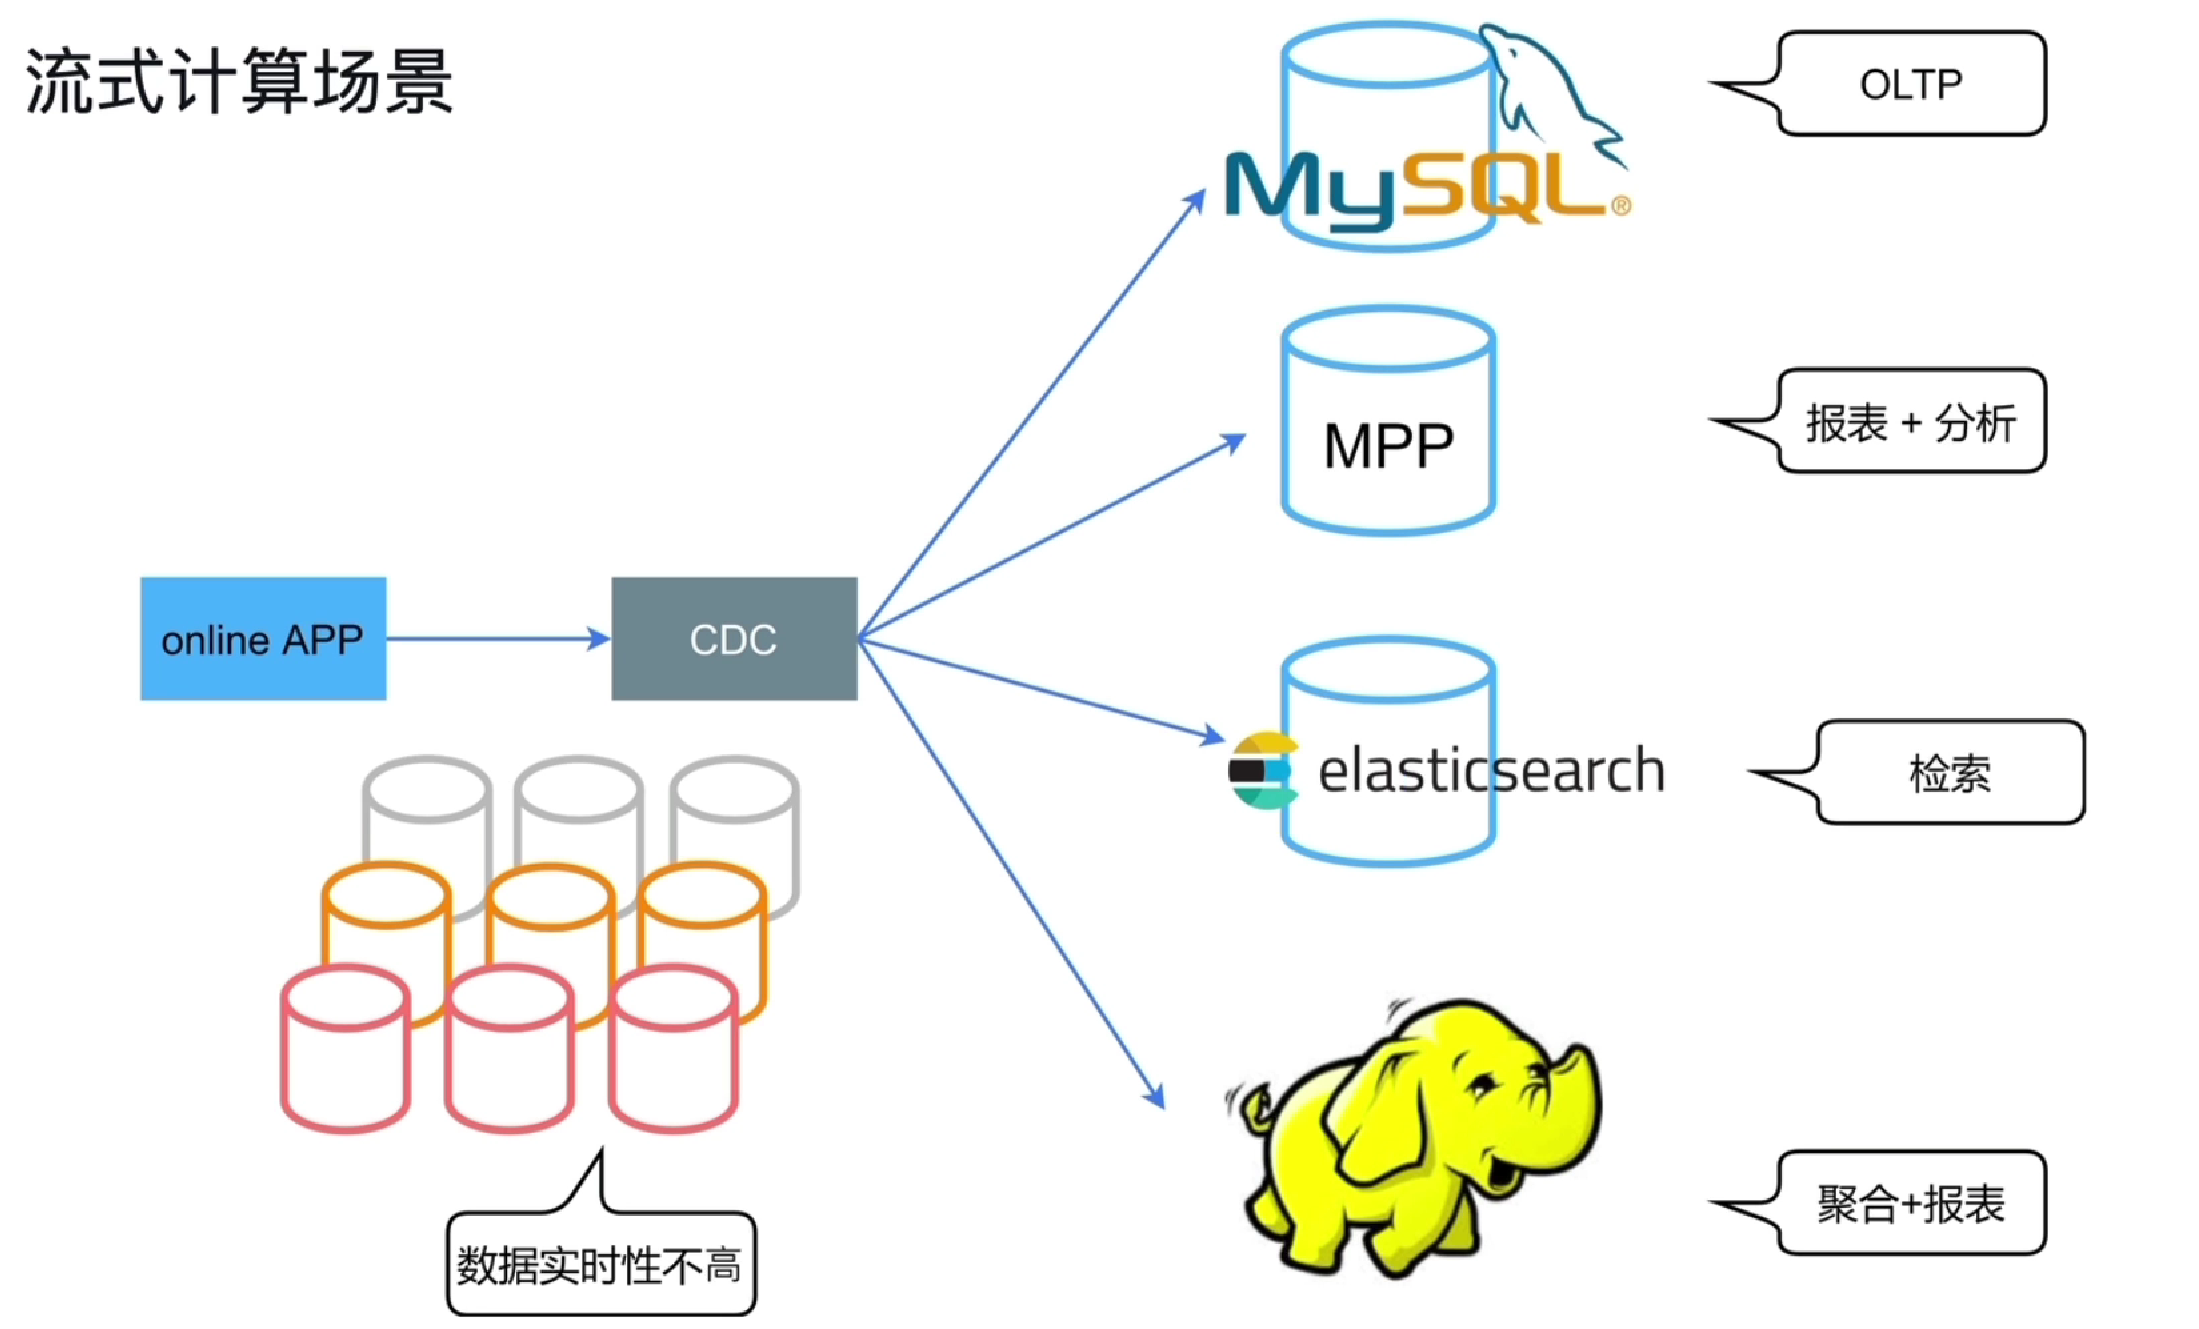 流式计算场景
MySQL®
OLTP
MPP
报表 + 分析
online APP
CDC
elasticsearch
检索
聚合+报表
数据实时性不高